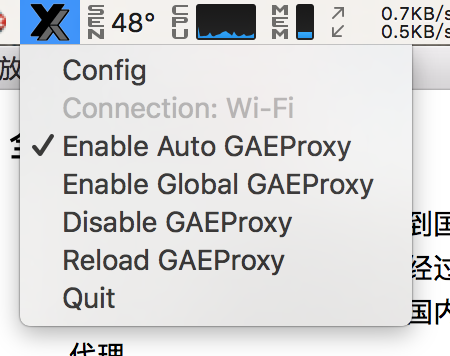 SEN 48° CPU MEM 0.7KB/s
0.5KB/s
放
Config
Connection: Wi-Fi
Enable Auto GAEProxy
Enable Global GAEProxy
Disable GAEProxy
到国
Reload GAEProxy
经过
Quit
国内
代理